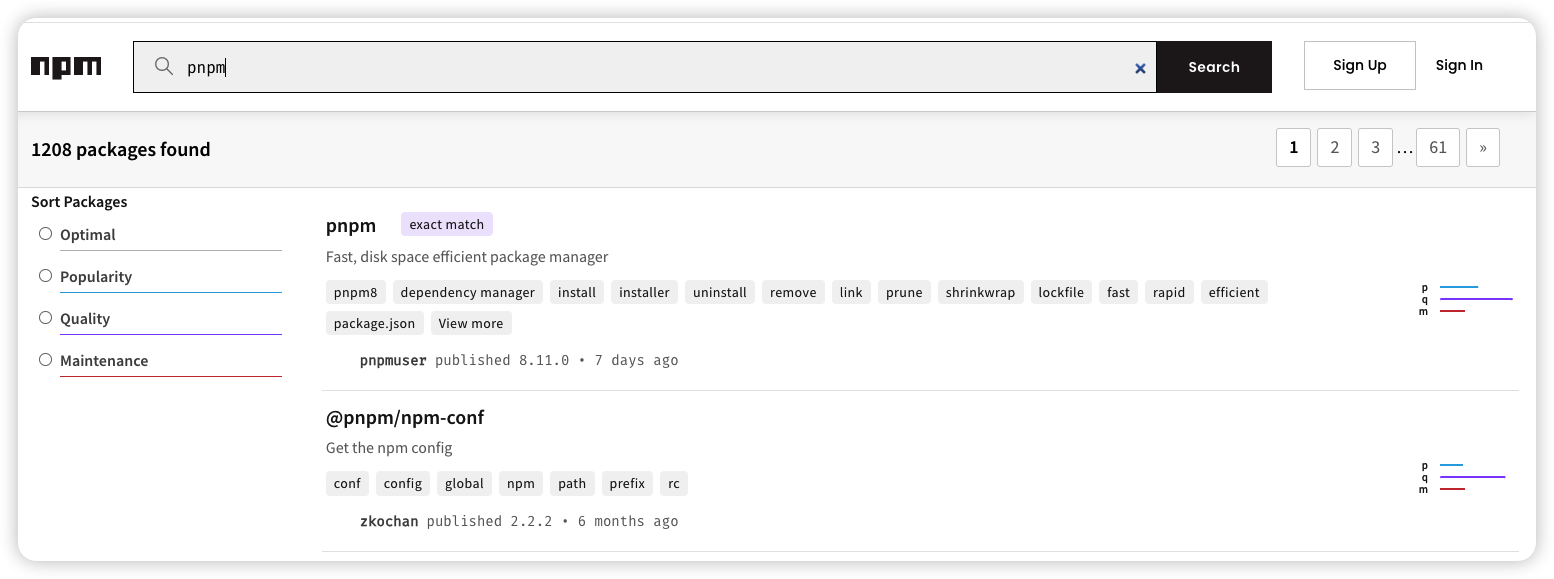 npm
pnpm
×
Search
Sign Up
Sign In
1208 packages found
1 2 3 ... 61 »
Sort Packages
Optimal
Popularity
Quality
Maintenance
pnpm exact match
Fast, disk space efficient package manager
pnpm8 dependency manager install installer uninstall remove link prune shrinkwrap lockfile fast rapid efficient
package.json View more
pnpmuser published 8.11.0 • 7 days ago
p
q
m
@pnpm/npm-conf
Get the npm config
conf config global npm path prefix rc
zkochan published 2.2.2 • 6 months ago
p
q
m